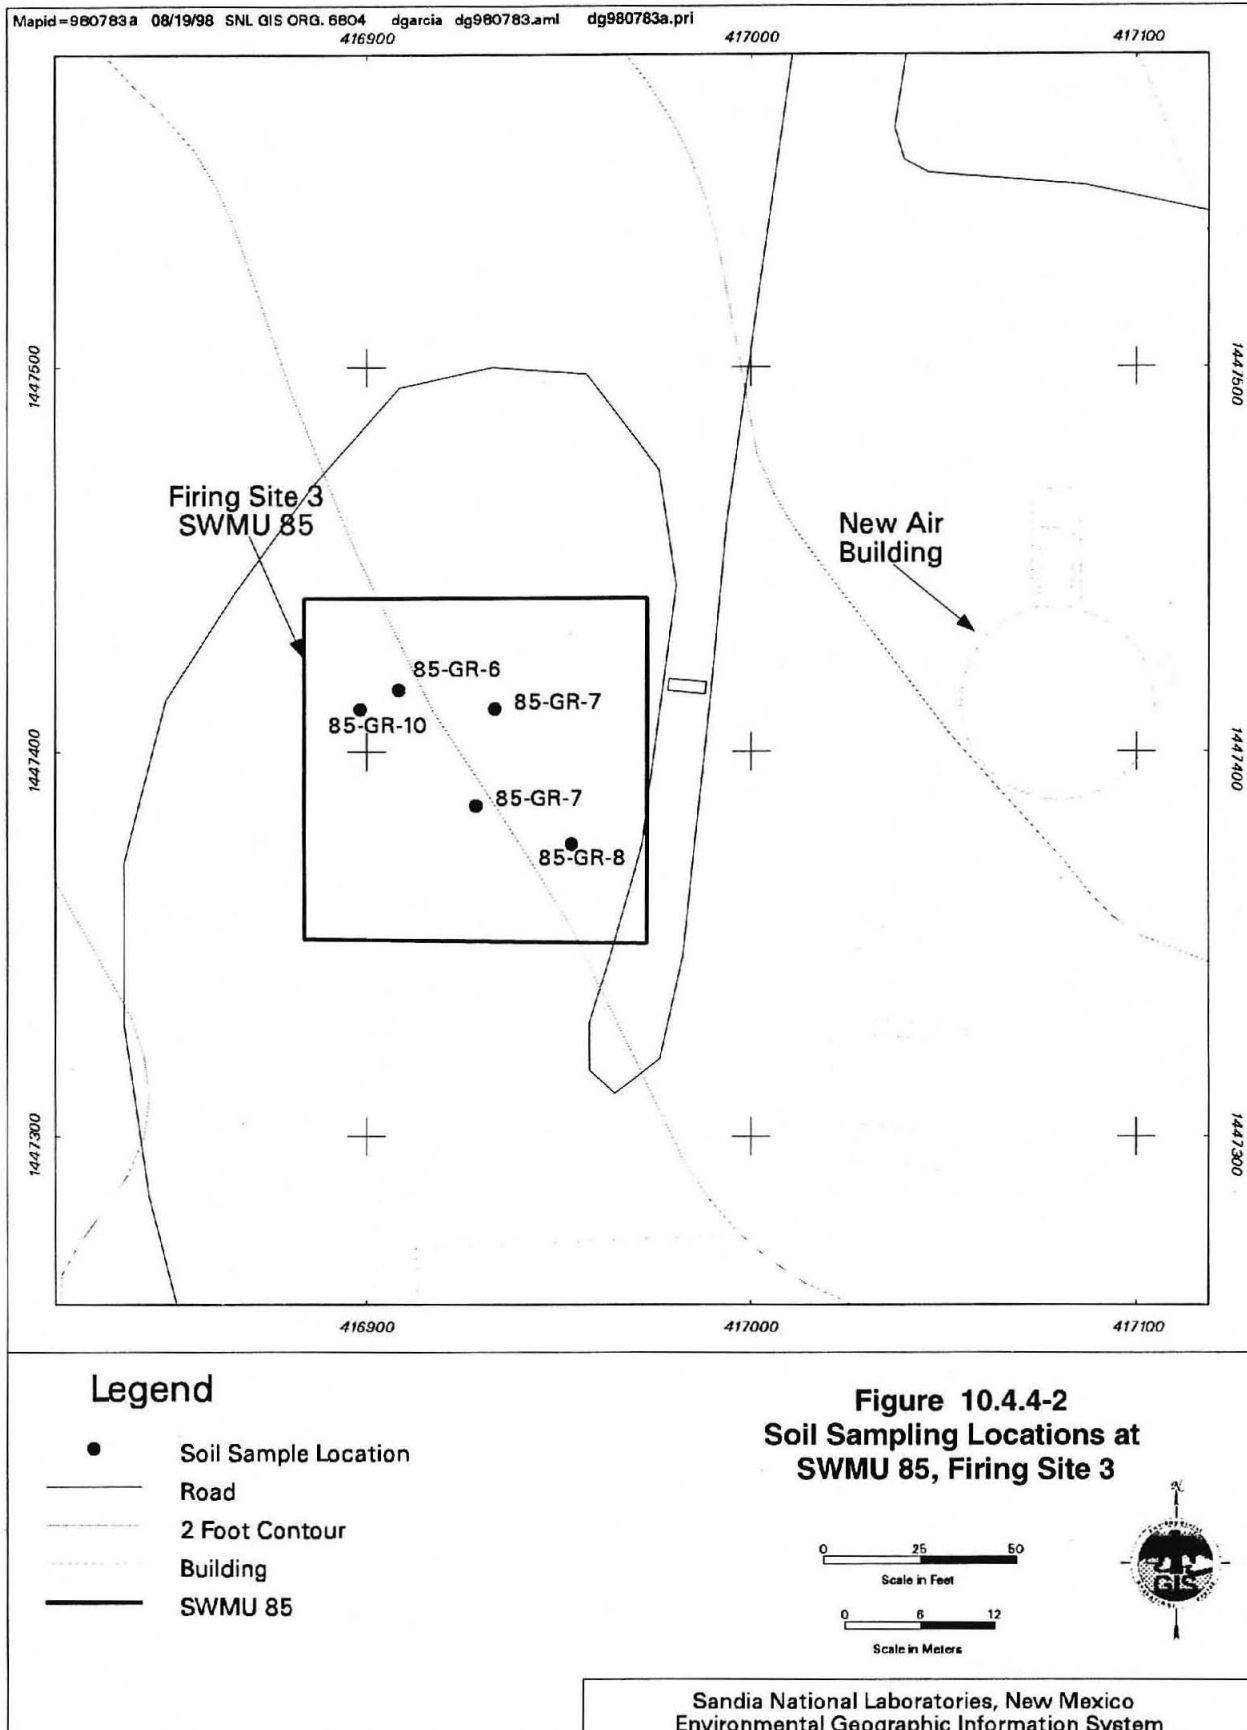 Mapid=980783a 08/19/98 SNL GIS ORG. 6804 dgarcia dg980783.aml dg980783a.pri
416900 417000 417100
1447500
1447500
Firing Site 3
SWMU 85
New Air
Building
85-GR-6
85-GR-7
85-GR-10
1447400
1447400
85-GR-7
85-GR-8
1447300
1447300
416900 417000 417100
Legend
Soil Sample Location
Road
2 Foot Contour
Building
SWMU 85
Figure 10.4.4-2
Soil Sampling Locations at
SWMU 85, Firing Site 3
0 25 50
Scale in Feet
0 6 12
Scale in Meters
N
GIS
Sandia National Laboratories, New Mexico
Environmental Geographic Information System